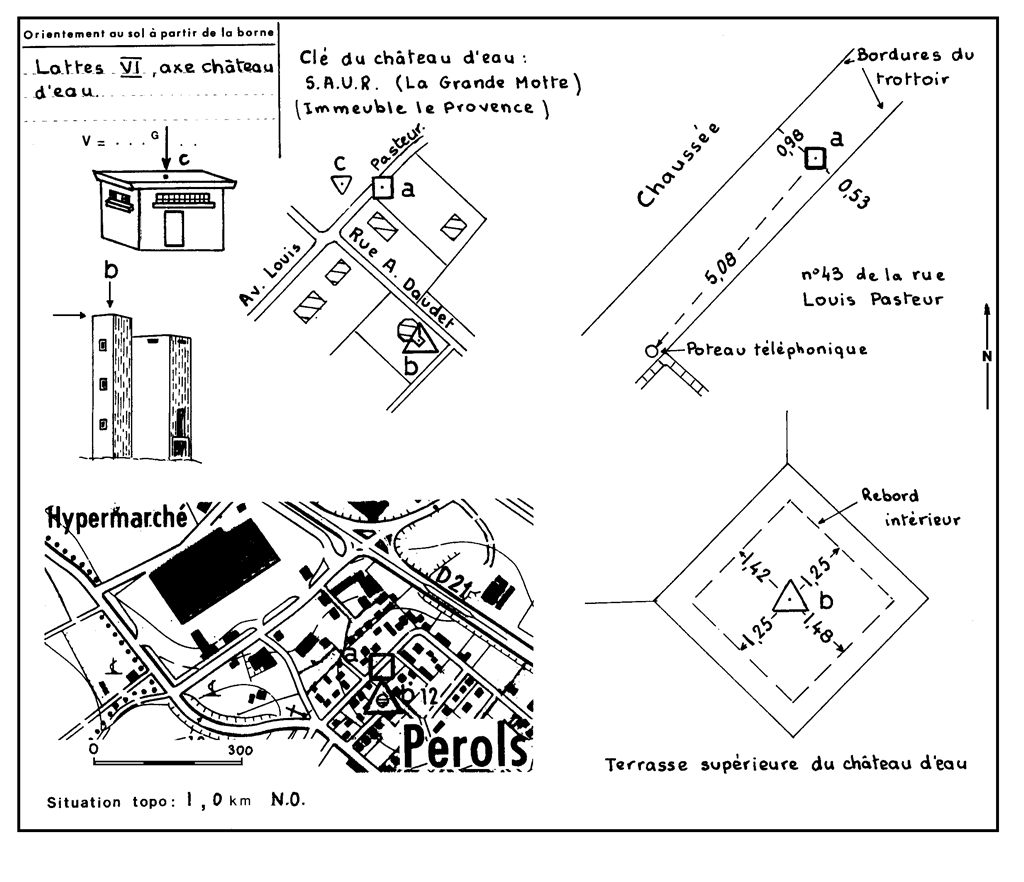 Orientement au sol à partir de la borne
Lattes VI, axe château
d'eau
V = . . . . G . . .
c
b
Clé du château d'eau :
S.A.U.R. (La Grande Motte)
(Immeuble le Provence)
Pasteur.
c
a
Av. Louis
Rue A. Daudet
b
Bordures du
trottoir
Chaussée
0,98
a
0,53
5,08
n°43 de la rue
Louis Pasteur
Poteau téléphonique
N
Hypermarché
D21
a
b
12
Perols
0
300
Situation topo: 1,0 km N.O.
Rebord
intérieur
1,42
1,25
b
1,25
1,48
Terrasse supérieure du château d'eau